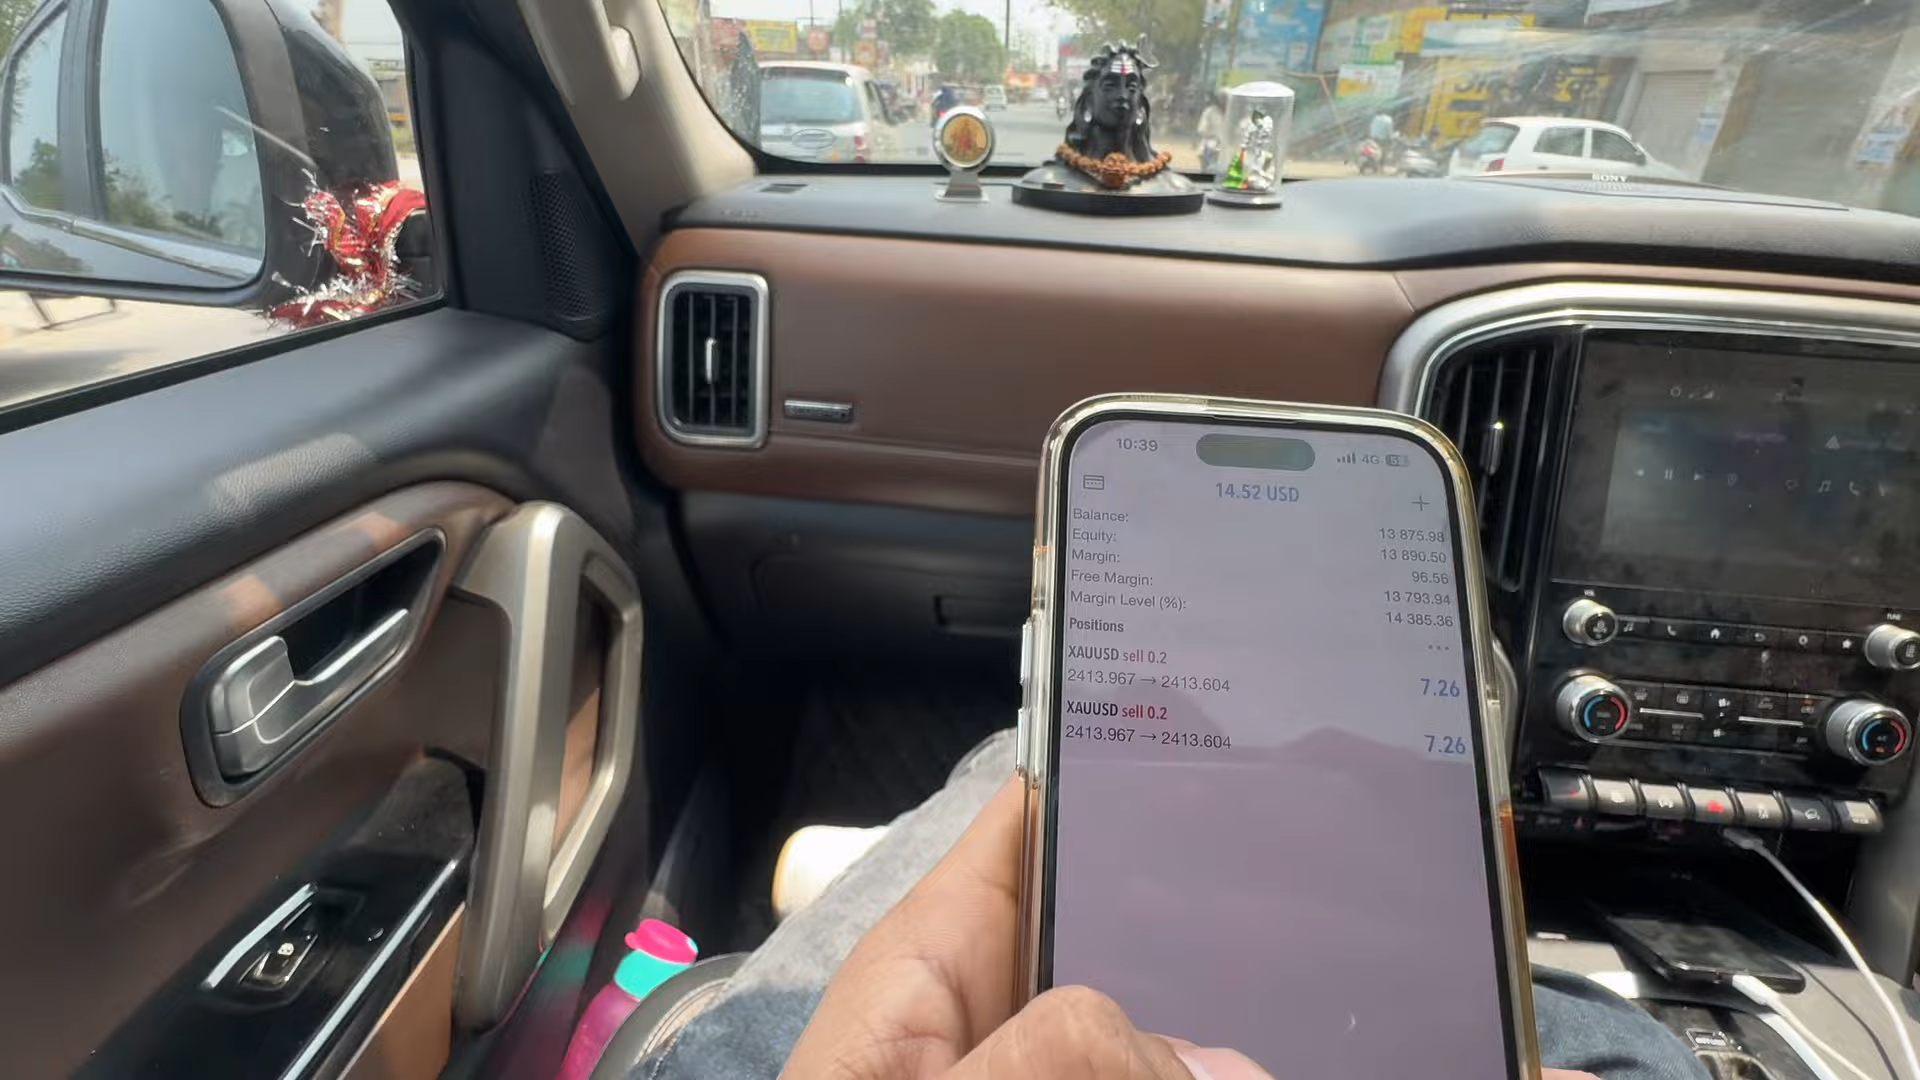 SONY
10:39
4G
14.52 USD
Balance:
13 875.98
Equity:
13 890.50
Margin:
96.56
Free Margin:
13 793.94
Margin Level (%):
14 385.36
Positions
XAUUSD sell 0.2
2413.967 → 2413.604
7.26
XAUUSD sell 0.2
2413.967 → 2413.604
7.26